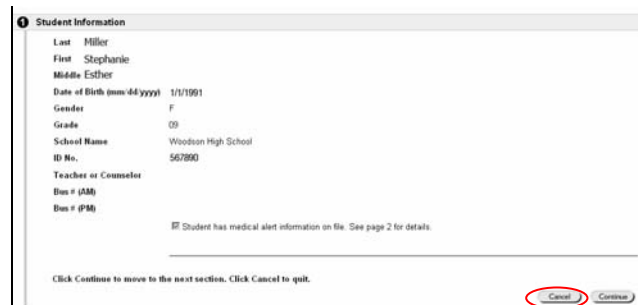 1 Student Information
Last Miller
First Stephanie
Middle Esther
Date of Birth (mm/dd/yyyy) 1/1/1991
Gender F
Grade 09
School Name Woodson High School
ID No. 567890
Teacher or Counselor
Bus # (AM)
Bus # (PM)
Student has medical alert information on file. See page 2 for details.
Click Continue to move to the next section. Click Cancel to quit.
Cancel Continue